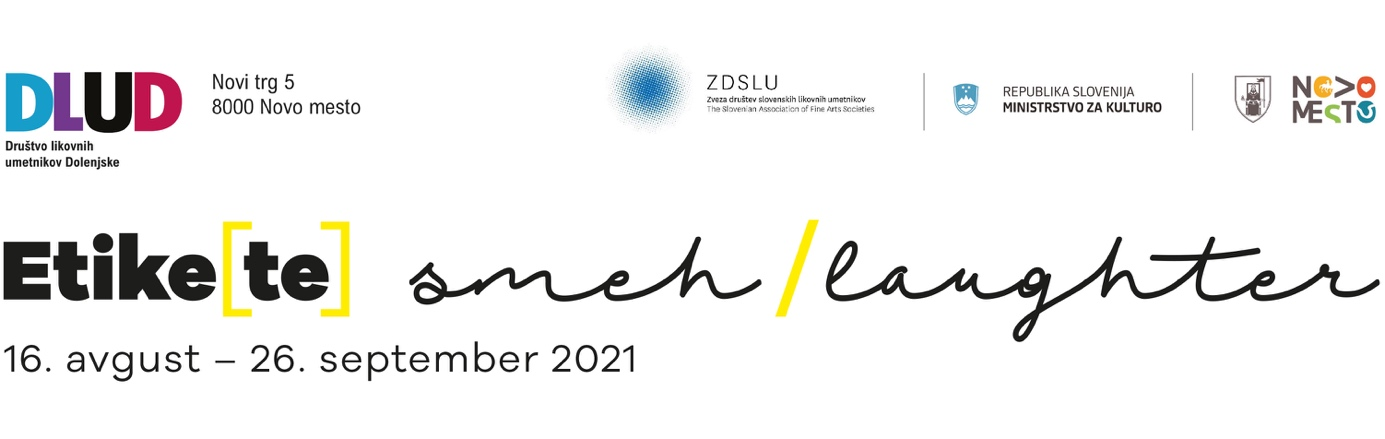 DLUD
Društvo likovnih
umetnikov Dolenjske
Novi trg 5
8000 Novo mesto
ZDSLU
Zveza društev slovenskih likovnih umetnikov
The Slovenian Association of Fine Arts Societies
REPUBLIKA SLOVENIJA
MINISTRSTVO ZA KULTURO
NOVO
MESTO
Etike[te] smeh/laughter
16. avgust – 26. september 2021